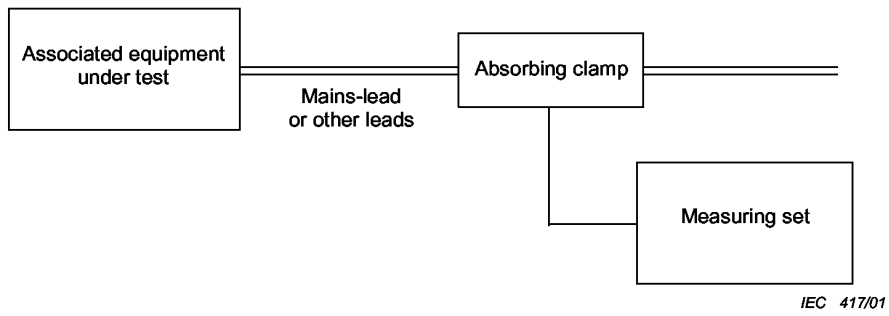 Associated equipment
under test
Mains-lead
or other leads
Absorbing clamp
Measuring set
IEC 417/01